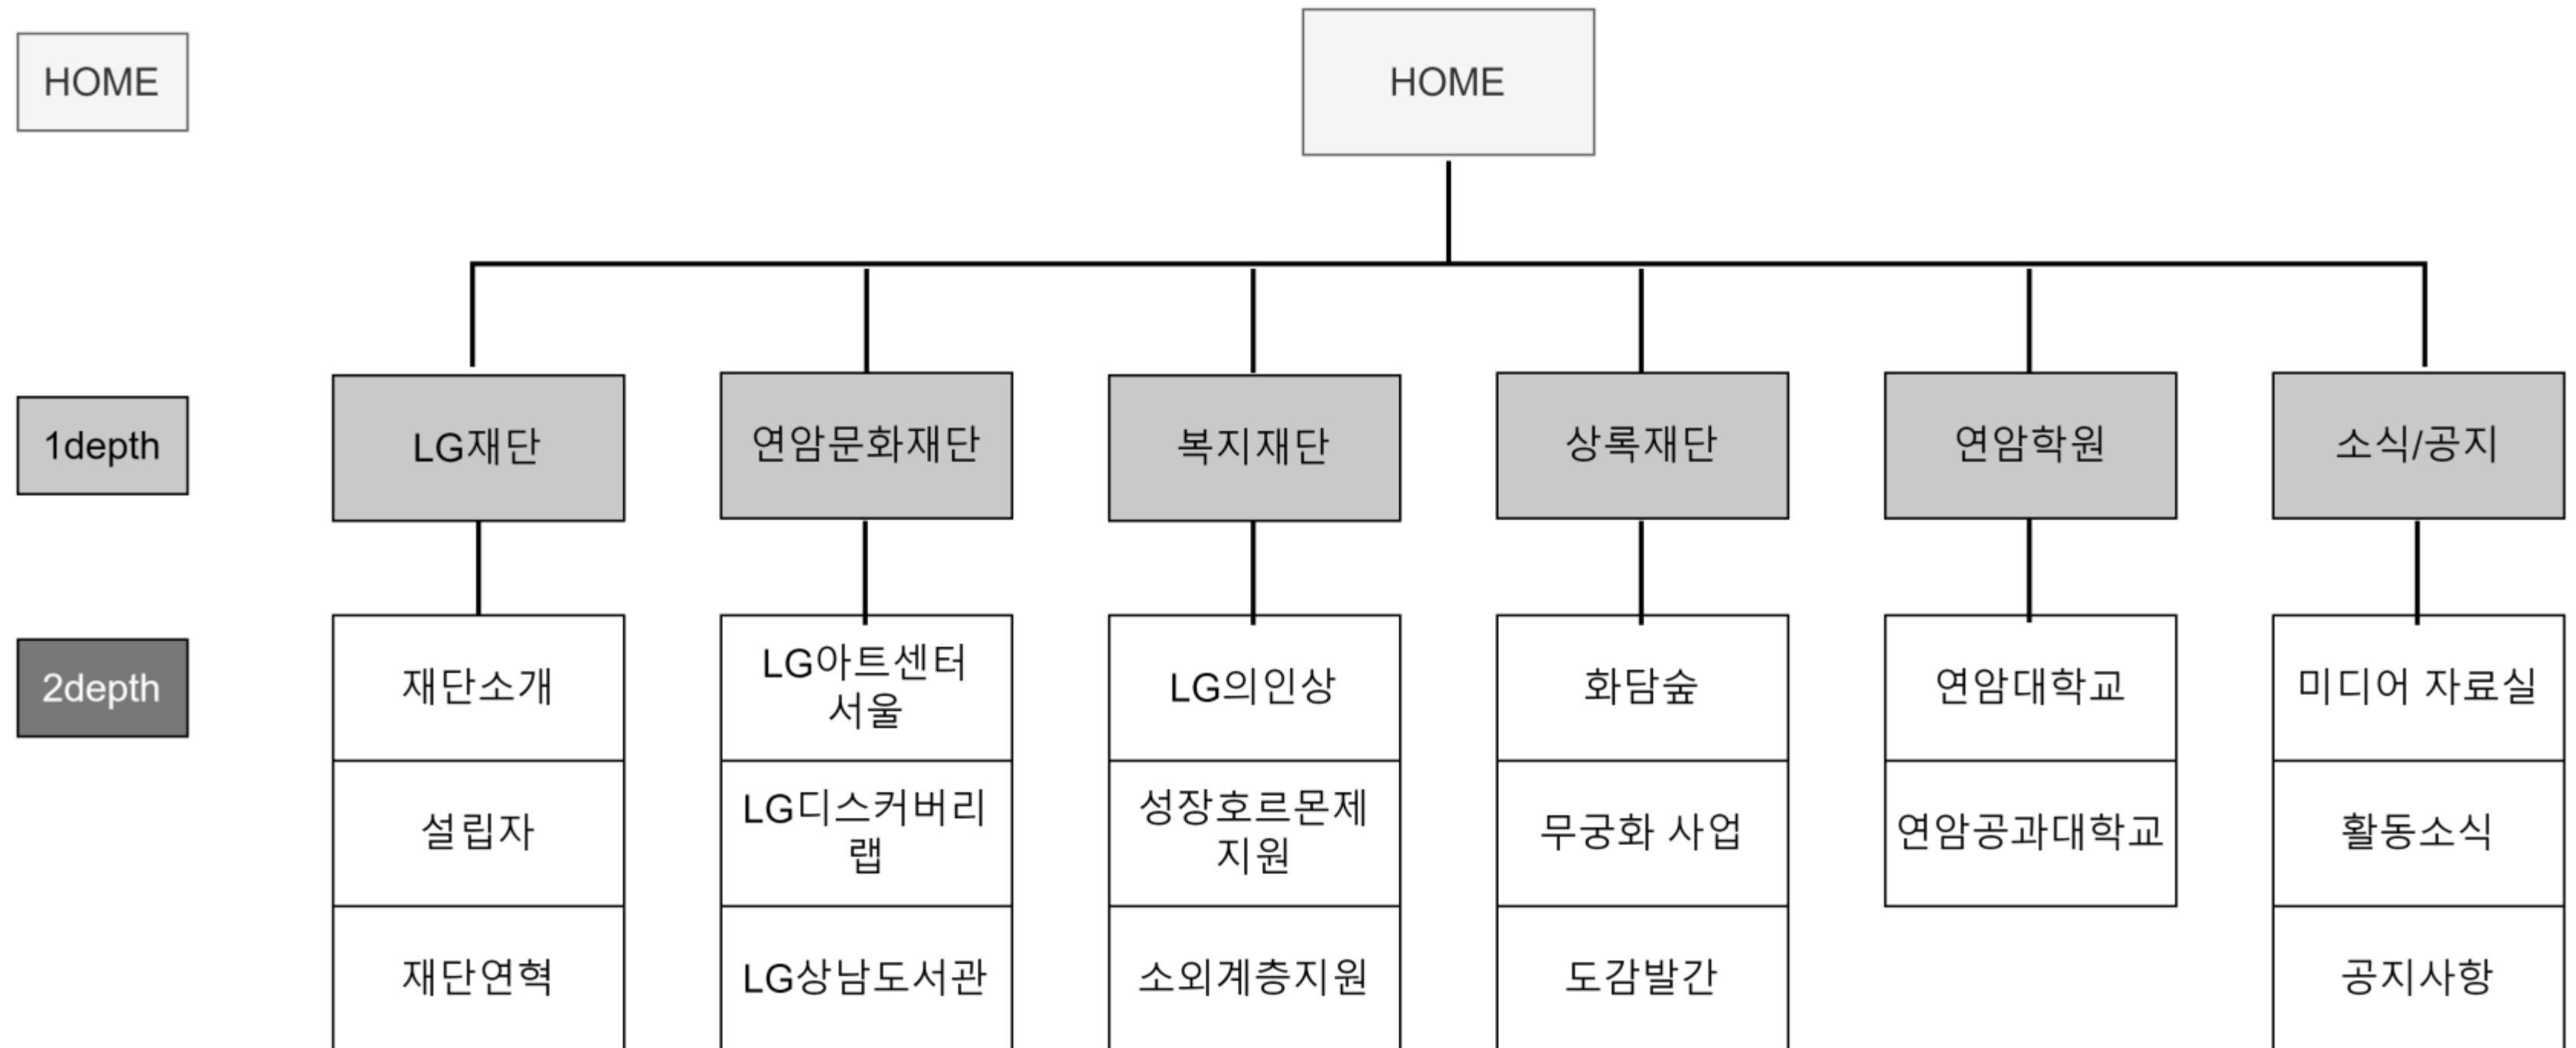 HOME
HOME
1depth
LG재단
연암문화재단
복지재단
상록재단
연암학원
소식/공지
2depth
재단소개
LG아트센터
서울
LG의인상
화담숲
연암대학교
미디어 자료실
설립자
LG디스커버리
랩
성장호르몬제
지원
무궁화 사업
연암공과대학교
활동소식
재단연혁
LG상남도서관
소외계층지원
도감발간
공지사항